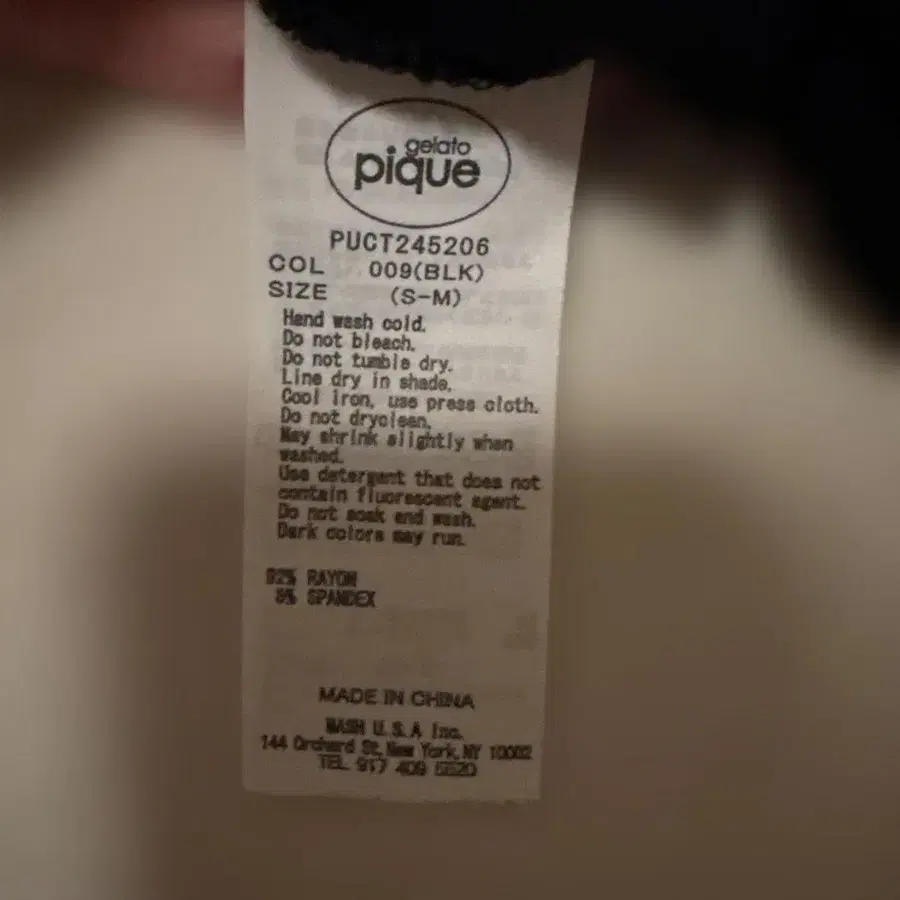 gelato
pique
PUCT245206
COL 009(BLK)
SIZE (S-M)
Hand wash cold.
Do not bleach.
Do not tumble dry.
Line dry in shade.
Cool iron, use press cloth.
Do not dryclean.
May shrink slightly when
washed.
Use detergent that does not
contain fluorescent agent.
Do not soak and wash.
Dark colors may run.
92% RAYON
8% SPANDEX
MADE IN CHINA
MASH U.S.A Inc.
144 Orchard St, New York, NY 10002
TEL 917 409